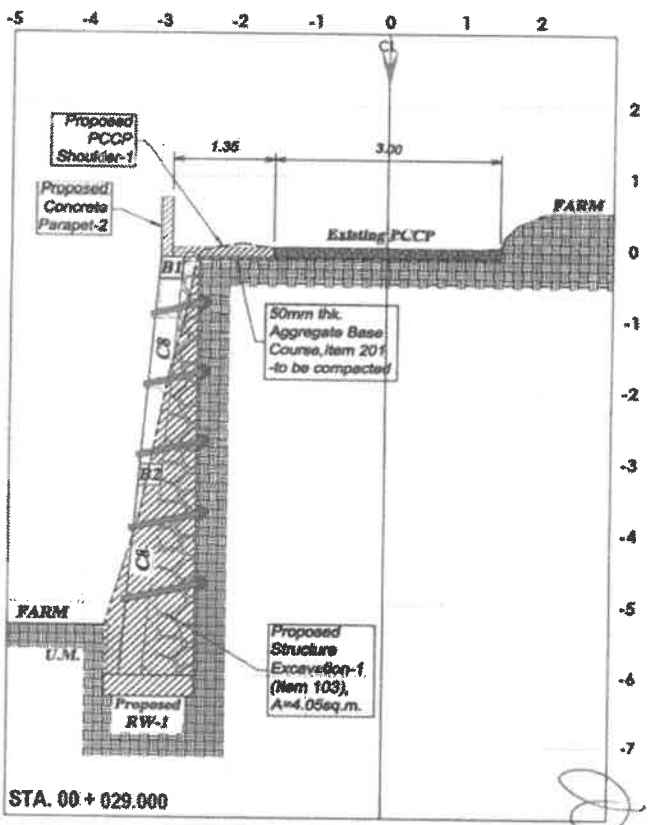 -5 -4 -3 -2 -1 0 1 2
CL
Proposed
PCCP
Shoulder-1
1.35
3.00
2
1
0
-1
-2
-3
-4
-5
-6
-7
Proposed
Concrete
Parapet-2
FARM
Existing PCCP
B1
50mm thk.
Aggregate Base
Course,Item 201
-to be compacted
C8
B2
C8
FARM
U.M.
Proposed
Structure
Excavation-1
(Item 103),
A=4.05sq.m.
Proposed
RW-1
STA. 00 + 029.000